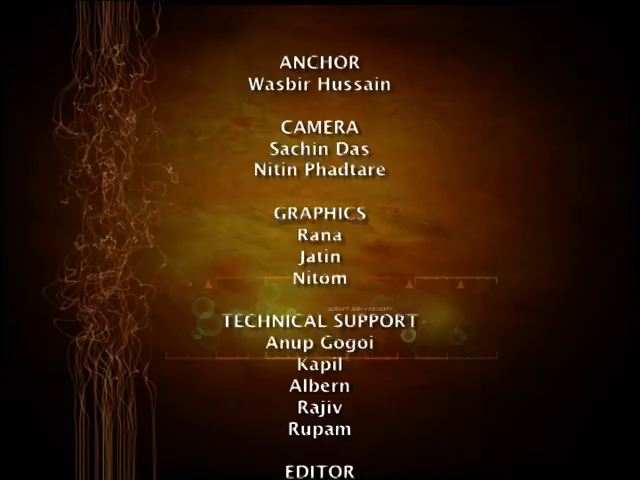 ANCHOR
Wasbir Hussain
CAMERA
Sachin Das
Nitin Phadtare
GRAPHICS
Rana
Jatin
Nitom
TECHNICAL SUPPORT
Anup Gogoi
Kapil
Albern
Rajiv
Rupam
EDITOR